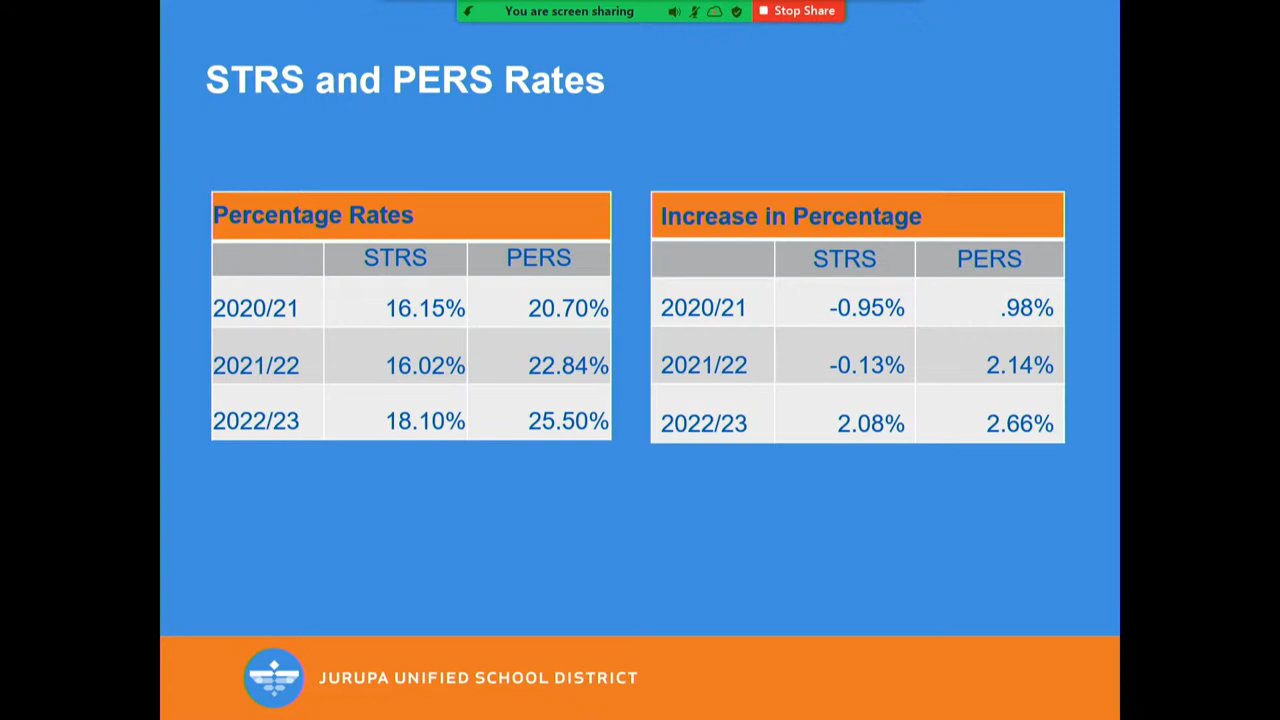 You are screen sharing
Stop Share
STRS and PERS Rates
Percentage Rates
STRS PERS
2020/21 16.15% 20.70%
2021/22 16.02% 22.84%
2022/23 18.10% 25.50%
Increase in Percentage
STRS PERS
2020/21 -0.95% .98%
2021/22 -0.13% 2.14%
2022/23 2.08% 2.66%
JURUPA UNIFIED SCHOOL DISTRICT